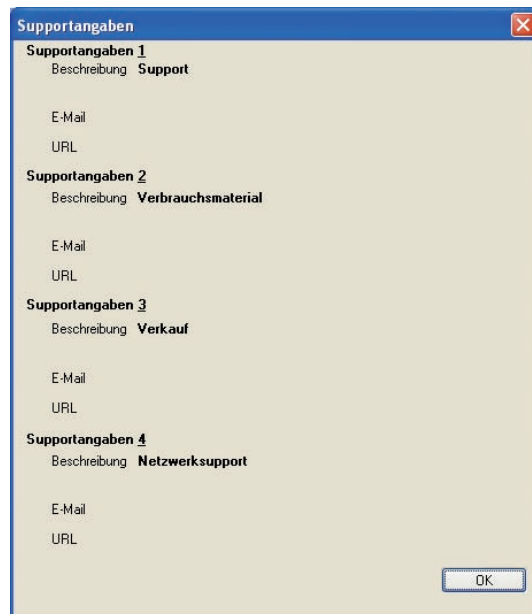 Supportangaben
Supportangaben 1
Beschreibung Support
E-Mail
URL
Supportangaben 2
Beschreibung Verbrauchsmaterial
E-Mail
URL
Supportangaben 3
Beschreibung Verkauf
E-Mail
URL
Supportangaben 4
Beschreibung Netzwerksupport
E-Mail
URL
OK